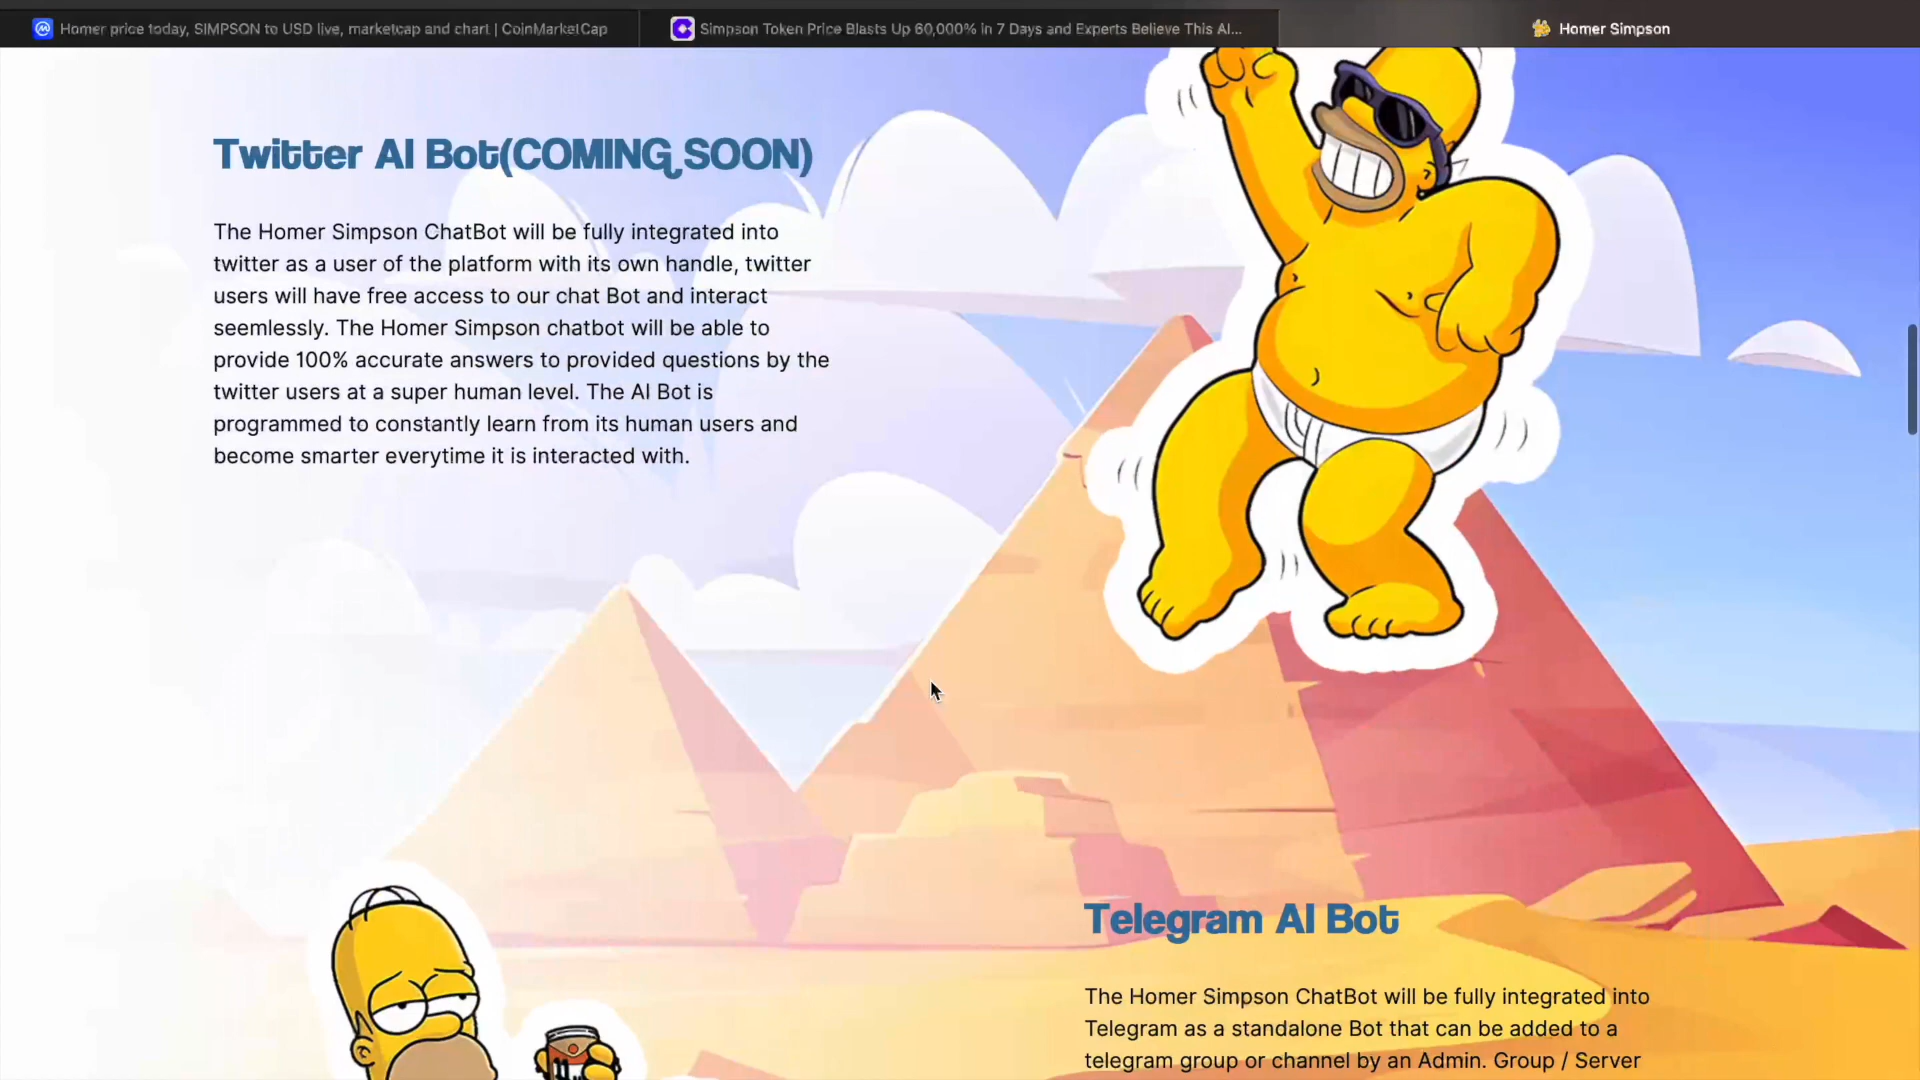 Homer price today, SIMPSON to USD live, marketcap and chart | CoinMarketCap
Simpson Token Price Blasts Up 60,000% in 7 Days and Experts Believe This AI...
Homer Simpson
Twitter AI Bot(COMING SOON)
The Homer Simpson ChatBot will be fully integrated into
twitter as a user of the platform with its own handle, twitter
users will have free access to our chat Bot and interact
seemlessly. The Homer Simpson chatbot will be able to
provide 100% accurate answers to provided questions by the
twitter users at a super human level. The AI Bot is
programmed to constantly learn from its human users and
become smarter everytime it is interacted with.
Telegram AI Bot
The Homer Simpson ChatBot will be fully integrated into
Telegram as a standalone Bot that can be added to a
telegram group or channel by an Admin. Group / Server